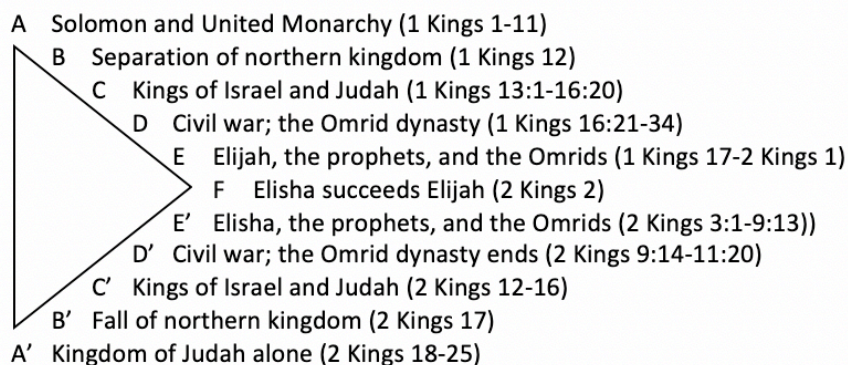 A Solomon and United Monarchy (1 Kings 1-11)
B Separation of northern kingdom (1 Kings 12)
C Kings of Israel and Judah (1 Kings 13:1-16:20)
D Civil war; the Omrid dynasty (1 Kings 16:21-34)
E Elijah, the prophets, and the Omrids (1 Kings 17-2 Kings 1)
F Elisha succeeds Elijah (2 Kings 2)
E′ Elisha, the prophets, and the Omrids (2 Kings 3:1-9:13))
D′ Civil war; the Omrid dynasty ends (2 Kings 9:14-11:20)
C′ Kings of Israel and Judah (2 Kings 12-16)
B′ Fall of northern kingdom (2 Kings 17)
A′ Kingdom of Judah alone (2 Kings 18-25)